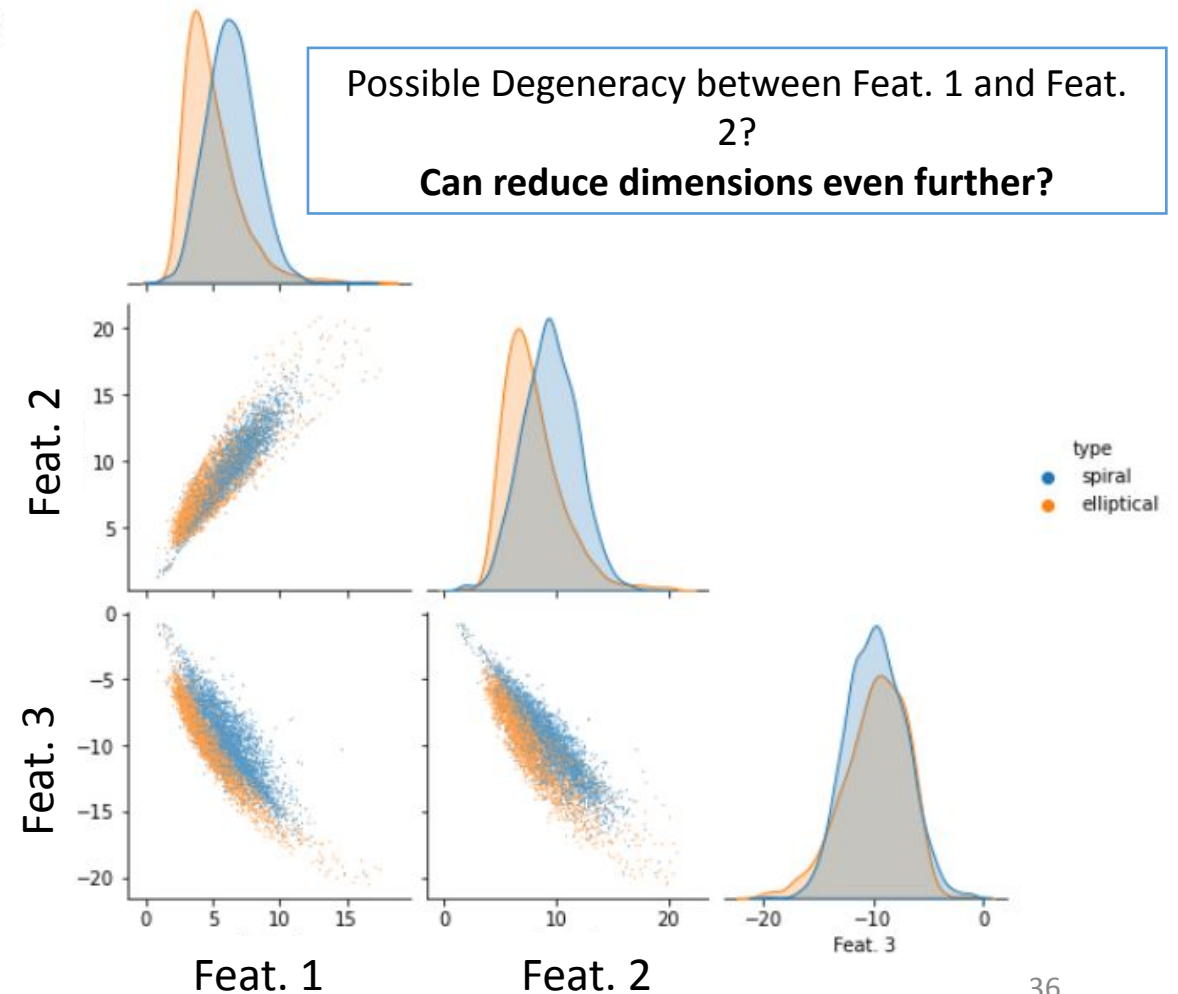 Possible Degeneracy between Feat. 1 and Feat.
2?
Can reduce dimensions even further?
20
15
10
5
Feat. 2
type
spiral
elliptical
0
−5
−10
−15
−20
Feat. 3
0 5 10 15
0 10 20
−20 −10 0
Feat. 3
Feat. 1
Feat. 2
36